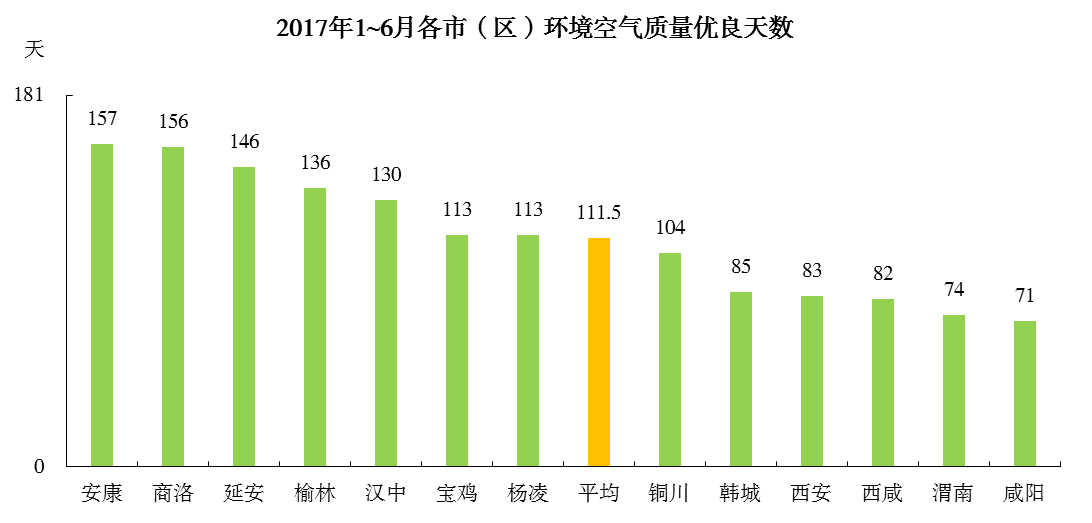 2017年1~6月各市（区）环境空气质量优良天数
天
181
157 156 146 136 130 113 113 111.5 104 85 83 82 74 71
0
安康 商洛 延安 榆林 汉中 宝鸡 杨凌 平均 铜川 韩城 西安 西咸 渭南 咸阳